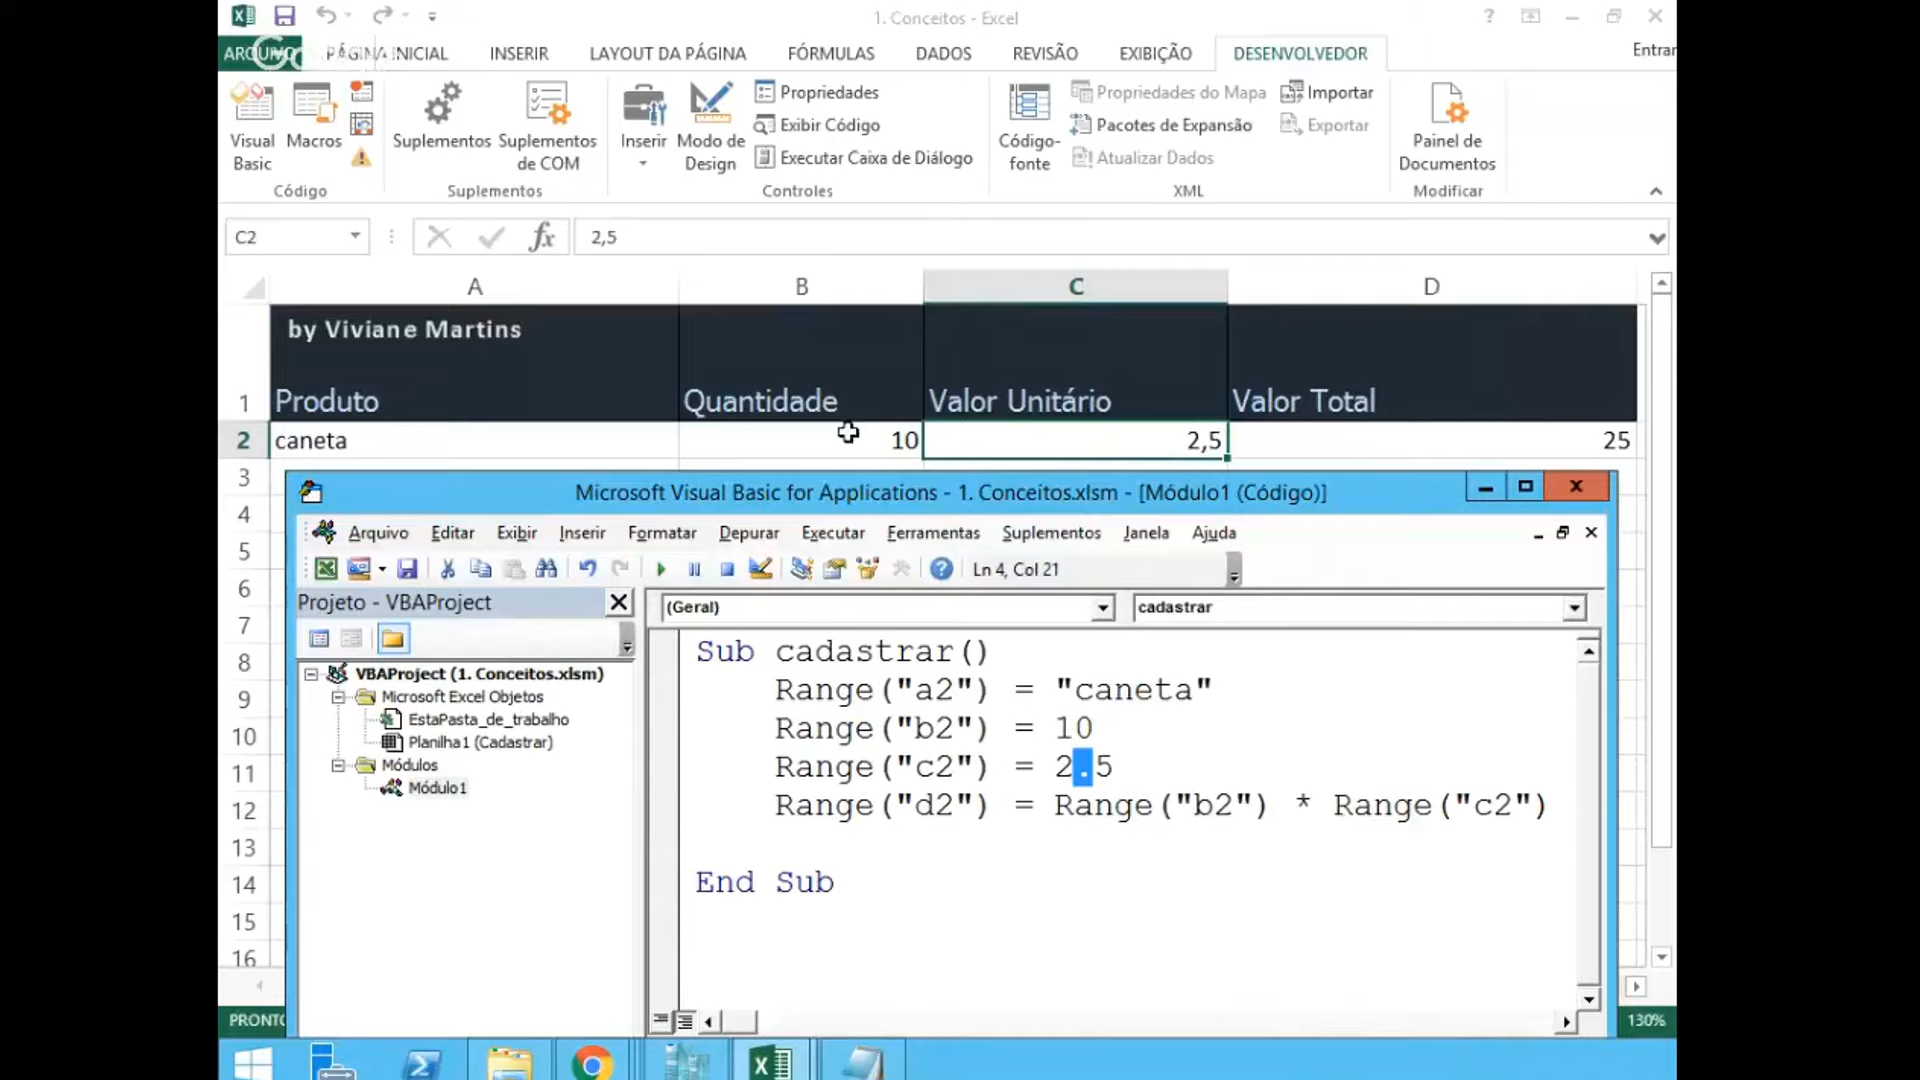 1. Conceitos - Excel
ARQUIVO PÁGINA INICIAL INSERIR LAYOUT DA PÁGINA FÓRMULAS DADOS REVISÃO EXIBIÇÃO DESENVOLVEDOR Entrar
Visual Basic
Macros
Suplementos
Suplementos de COM
Inserir
Modo de Design
Propriedades
Exibir Código
Executar Caixa de Diálogo
Código-fonte
Propriedades do Mapa
Pacotes de Expansão
Atualizar Dados
Importar
Exportar
Painel de Documentos
Código Suplementos Controles XML Modificar
C2 fx 2,5
A B C D
by Viviane Martins
1 Produto Quantidade Valor Unitário Valor Total
2 caneta 10 2,5 25
3
4
5
6
7
8
9
10
11
12
13
14
15
16
Microsoft Visual Basic for Applications - 1. Conceitos.xlsm - [Módulo1 (Código)]
Arquivo Editar Exibir Inserir Formatar Depurar Executar Ferramentas Suplementos Janela Ajuda
Ln 4, Col 21
Projeto - VBAProject
VBAProject (1. Conceitos.xlsm)
Microsoft Excel Objetos
EstaPasta_de_trabalho
Planilha1 (Cadastrar)
Módulos
Módulo1
(Geral) cadastrar
Sub cadastrar()
Range("a2") = "caneta"
Range("b2") = 10
Range("c2") = 2.5
Range("d2") = Range("b2") * Range("c2")
End Sub
PRONTO 130%